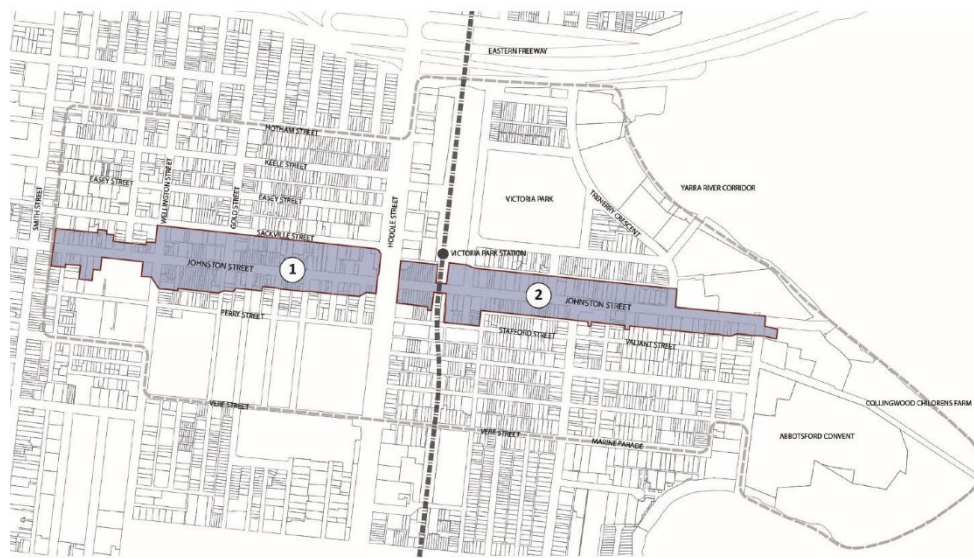 EASTERN FREEWAY
HOTHAM STREET
KEELE STREET
EASEY STREET
EASEY STREET
SMITH STREET
WELLINGTON STREET
GOLD STREET
SACKVILLE STREET
HODDLE STREET
VICTORIA PARK
TRENERRY CRESCENT
YARRA RIVER CORRIDOR
VICTORIA PARK STATION
JOHNSTON STREET
1
2
JOHNSTON STREET
PERRY STREET
STAFFORD STREET
VALIANT STREET
VERE STREET
VERE STREET
MARINE PARADE
COLLINGWOOD CHILDRENS FARM
ABBOTSFORD CONVENT